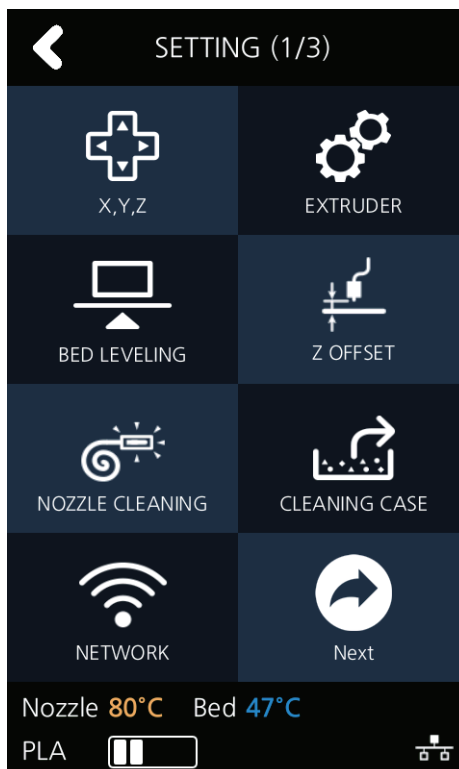 SETTING (1/3)
X,Y,Z
EXTRUDER
BED LEVELING
Z OFFSET
NOZZLE CLEANING
CLEANING CASE
NETWORK
Next
Nozzle 80°C Bed 47°C
PLA